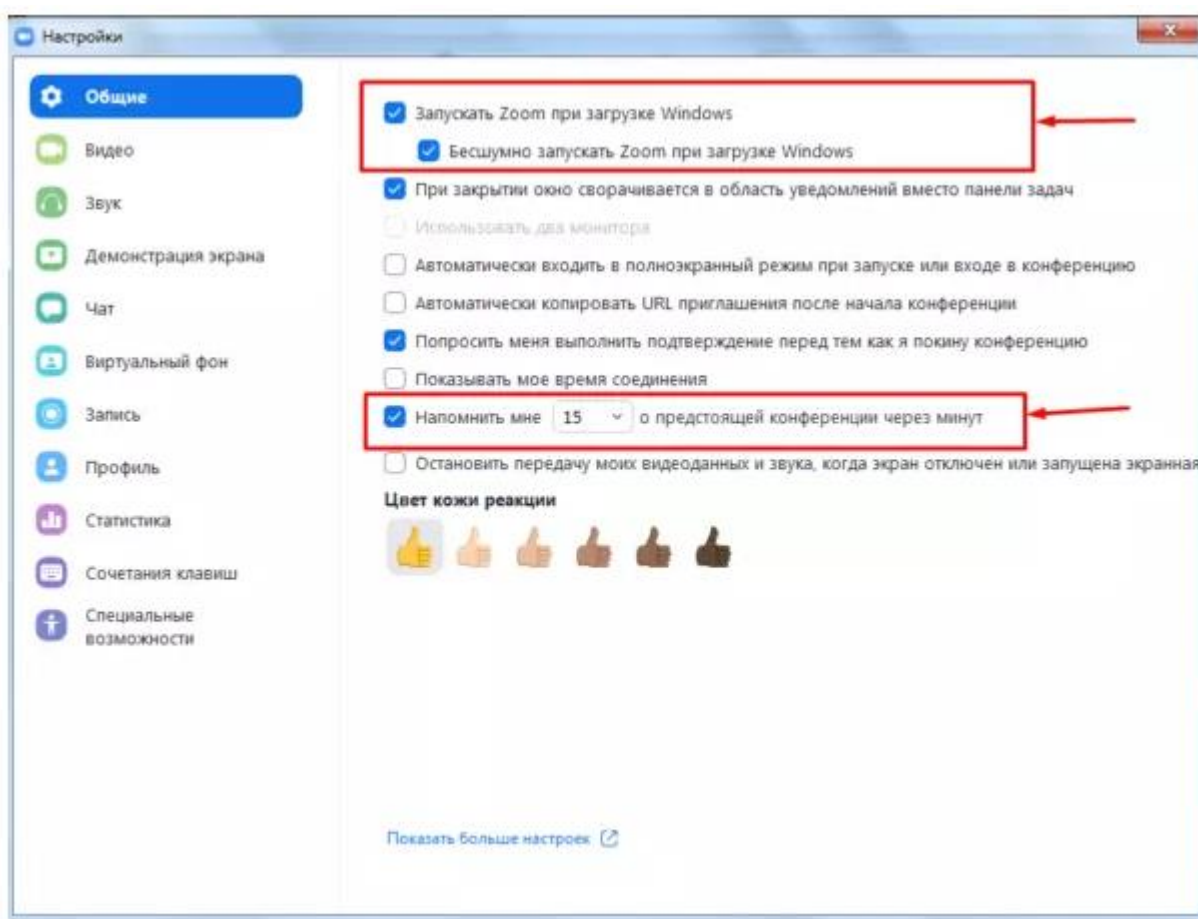 Настройки
Общие
Видео
Звук
Демонстрация экрана
Чат
Виртуальный фон
Запись
Профиль
Статистика
Сочетания клавиш
Специальные
возможности
Запускать Zoom при загрузке Windows
Бесшумно запускать Zoom при загрузке Windows
При закрытии окно сворачивается в область уведомлений вместо панели задач
Использовать два монитора
Автоматически входить в полноэкранный режим при запуске или входе в конференцию
Автоматически копировать URL приглашения после начала конференции
Попросить меня выполнить подтверждение перед тем как я покину конференцию
Показывать мое время соединения
Напомнить мне 15 о предстоящей конференции через минут
Остановить передачу моих видеоданных и звука, когда экран отключен или запущена экранная
Цвет кожи реакции
Показать больше настроек